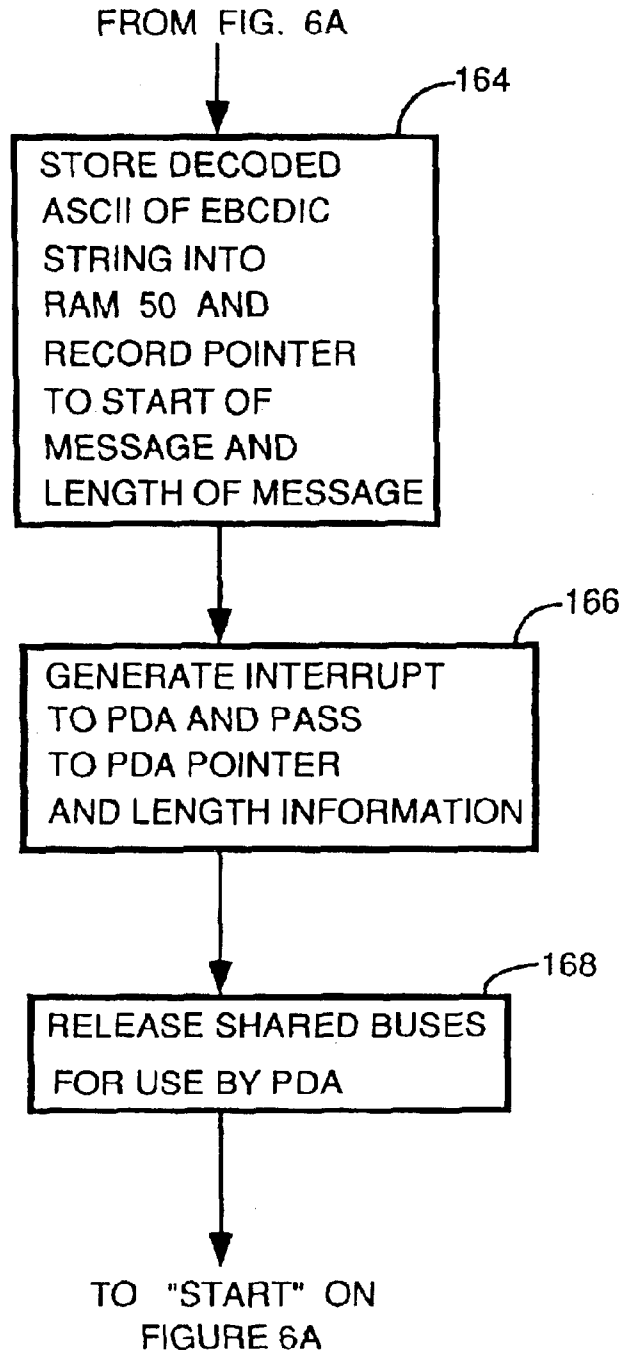 FROM FIG. 6A
164
STORE DECODED
ASCII OF EBCDIC
STRING INTO
RAM 50 AND
RECORD POINTER
TO START OF
MESSAGE AND
LENGTH OF MESSAGE
166
GENERATE INTERRUPT
TO PDA AND PASS
TO PDA POINTER
AND LENGTH INFORMATION
168
RELEASE SHARED BUSES
FOR USE BY PDA
TO "START" ON
FIGURE 6A